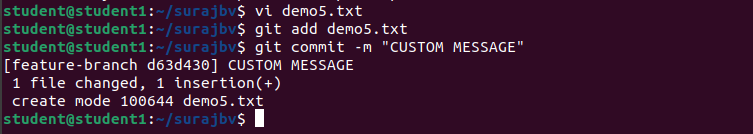 student@student1:~/surajbv$ vi demo5.txt
student@student1:~/surajbv$ git add demo5.txt
student@student1:~/surajbv$ git commit -m "CUSTOM MESSAGE"
[feature-branch d63d430] CUSTOM MESSAGE
 1 file changed, 1 insertion(+)
 create mode 100644 demo5.txt
student@student1:~/surajbv$